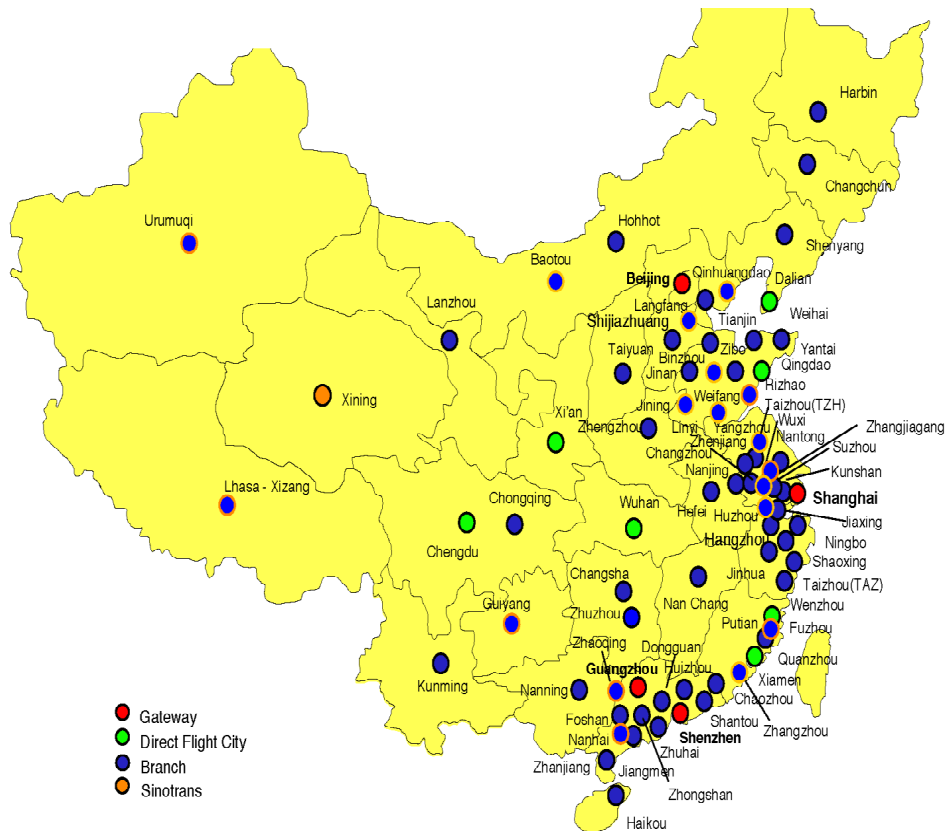 Harbin
Changchun
Urumuqi
Hohhot
Shenyang
Baotou
Beijing
Qinhuangdao
Dalian
Lanzhou
Langfang
Weihai
Shijiazhuang
Tianjin
Taiyuan
Binzhou
Zibo
Yantai
Jinan
Qingdao
Xining
Weifang
Rizhao
Jining
Taizhou(TZH)
Xi'an
Linyi
Yangzhou
Wuxi
Zhengzhou
Zhenjiang
Nantong
Zhangjiagang
Changzhou
Suzhou
Nanjing
Kunshan
Lhasa - Xizang
Chongqing
Wuhan
Shanghai
Hefei
Huzhou
Jiaxing
Chengdu
Hangzhou
Ningbo
Shaoxing
Changsha
Nan Chang
Jinhua
Taizhou(TAZ)
Guiyang
Zhuzhou
Wenzhou
Putian
Fuzhou
Zhaoqing
Dongguan
Quanzhou
Guangzhou
Huizhou
Xiamen
Kunming
Nanning
Chaozhou
Foshan
Shantou
Zhangzhou
Gateway
Nanhai
Shenzhen
Direct Flight City
Zhuhai
Branch
Zhanjiang
Jiangmen
Sinotrans
Zhongshan
Haikou